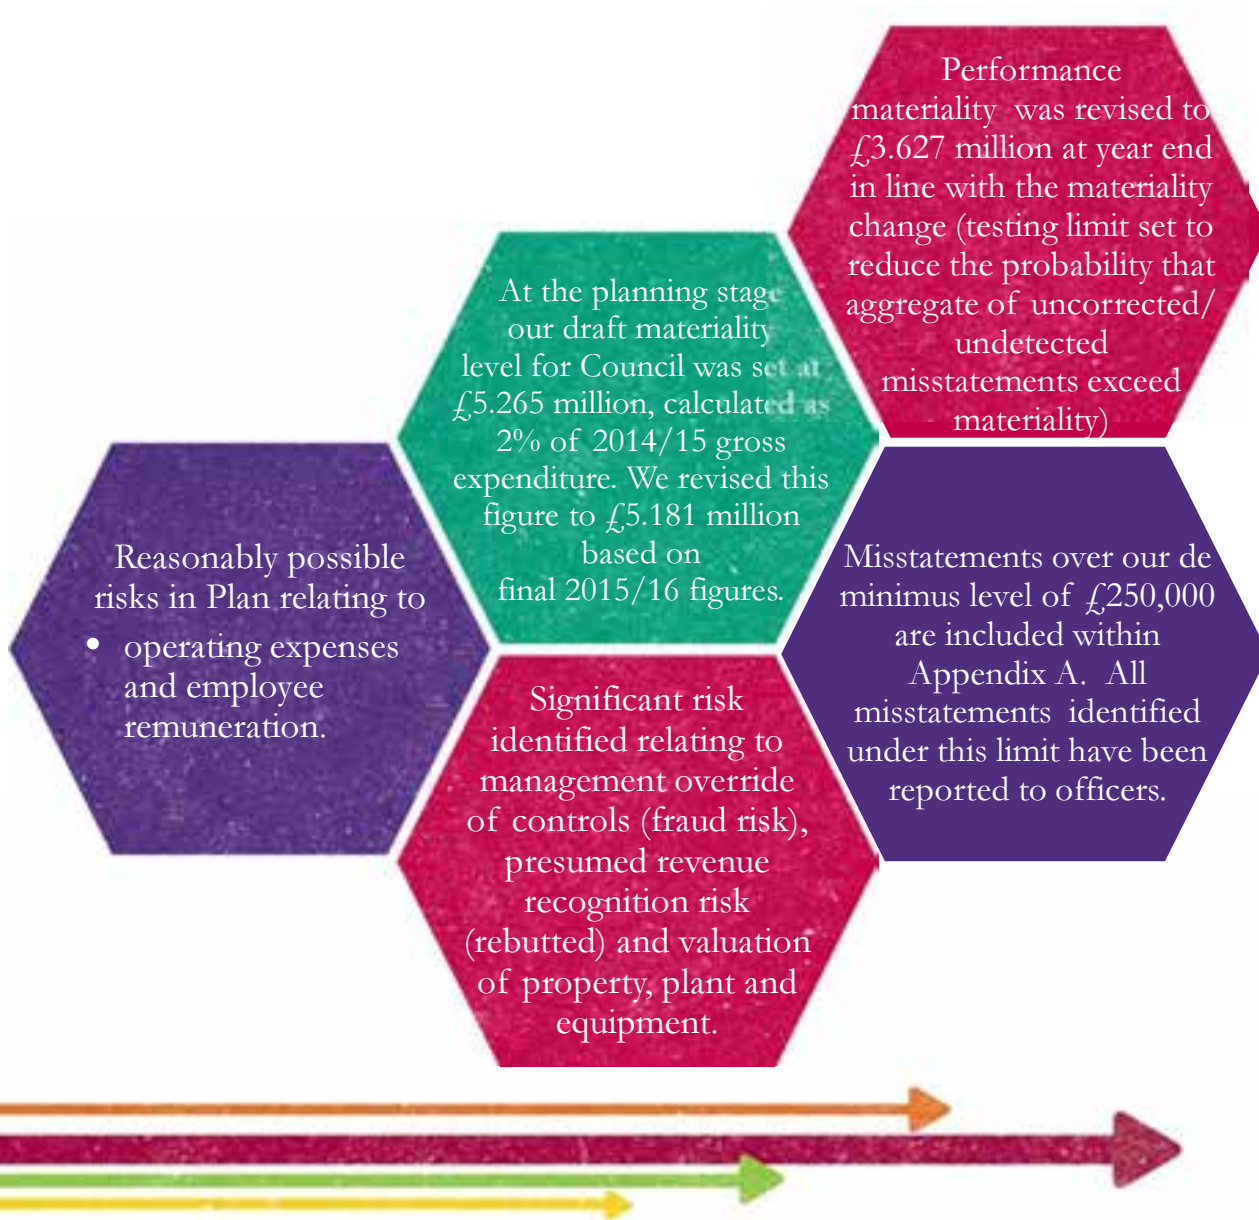 Performance
materiality was revised to
£3.627 million at year end
in line with the materiality
change (testing limit set to
reduce the probability that
aggregate of uncorrected/
undetected
misstatements exceed
materiality)
At the planning stage
our draft materiality
level for Council was set at
£5.265 million, calculated as
2% of 2014/15 gross
expenditure. We revised this
figure to £5.181 million
based on
final 2015/16 figures.
Reasonably possible
risks in Plan relating to
• operating expenses
and employee
remuneration.
Misstatements over our de
minimus level of £250,000
are included within
Appendix A. All
misstatements identified
under this limit have been
reported to officers.
Significant risk
identified relating to
management override
of controls (fraud risk),
presumed revenue
recognition risk
(rebutted) and valuation
of property, plant and
equipment.